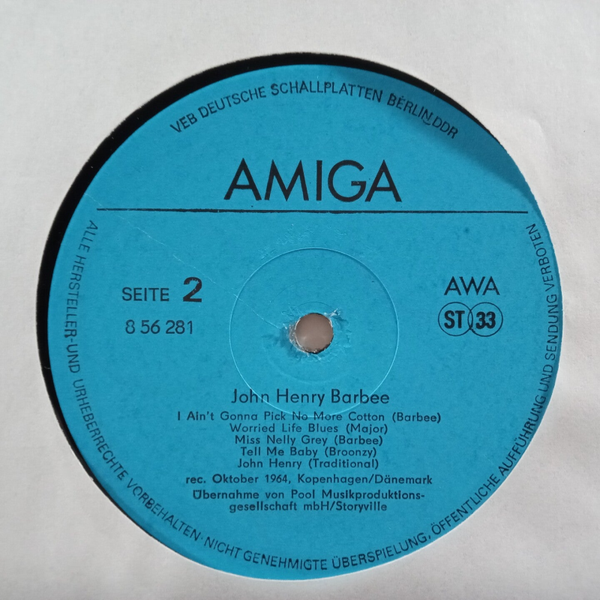 VEB DEUTSCHE SCHALLPLATTEN BERLIN DDR
AMIGA
SEITE 2
8 56 281
AWA
ST 33
John Henry Barbee
I Ain't Gonna Pick No More Cotton (Barbee)
Worried Life Blues (Major)
Miss Nelly Grey (Barbee)
Tell Me Baby (Broonzy)
John Henry (Traditional)
rec. Oktober 1964, Kopenhagen/Dänemark
Übernahme von Pool Musikproduktions-
gesellschaft mbH/Storyville
ALLE HERSTELLER-UND URHEBERRECHTE VORBEHALTEN! NICHT GENEHMIGTE ÜBERSPIELUNG, ÖFFENTLICHE AUFFÜHRUNG UND SENDUNG VERBOTEN